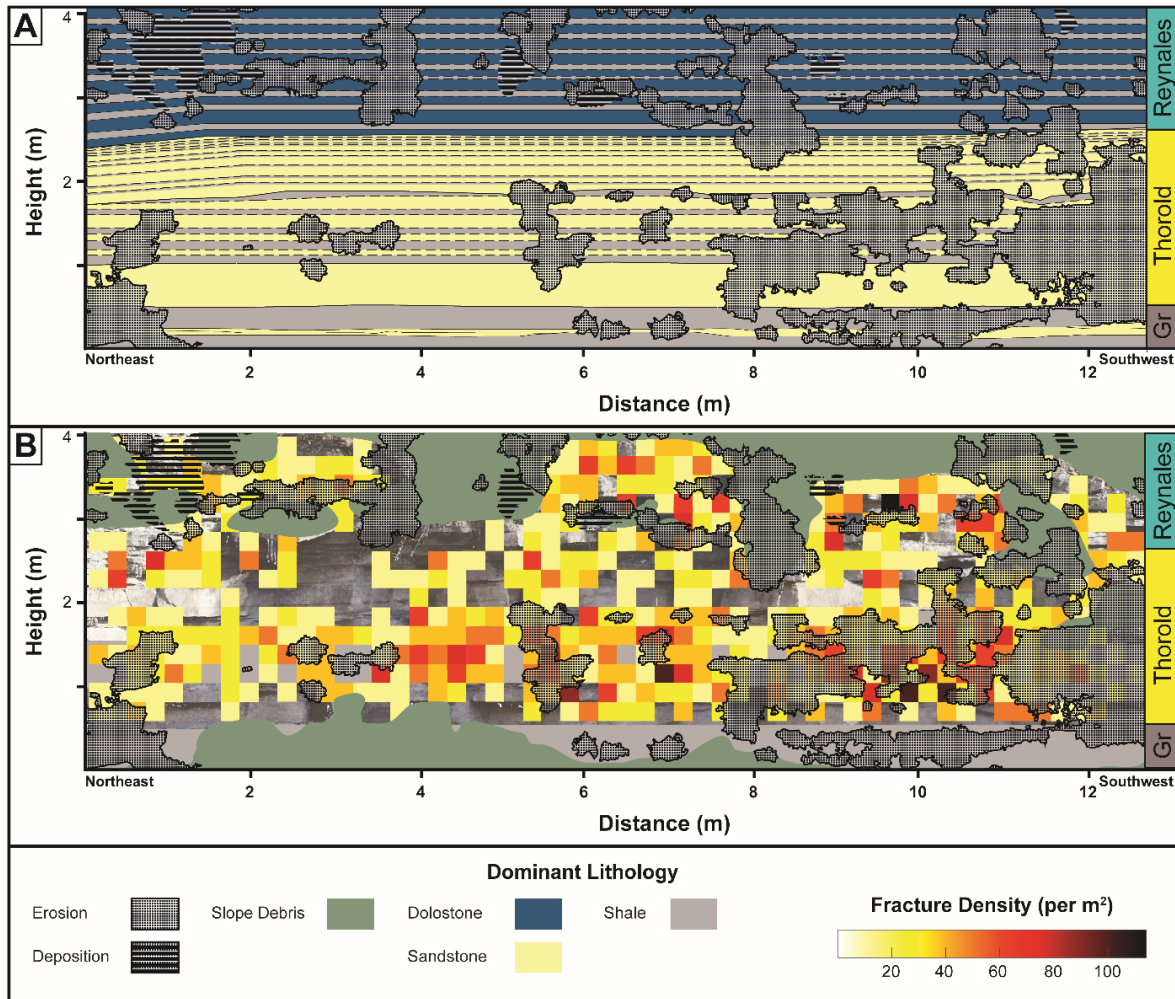 A
4
2
Height (m)
Reynales
Thorold
Gr
Northeast
Southwest
2
4
6
8
10
12
Distance (m)
B
4
2
Height (m)
Reynales
Thorold
Gr
Northeast
Southwest
2
4
6
8
10
12
Distance (m)
Dominant Lithology
Erosion
Slope Debris
Dolostone
Shale
Deposition
Sandstone
Fracture Density (per m²)
20
40
60
80
100